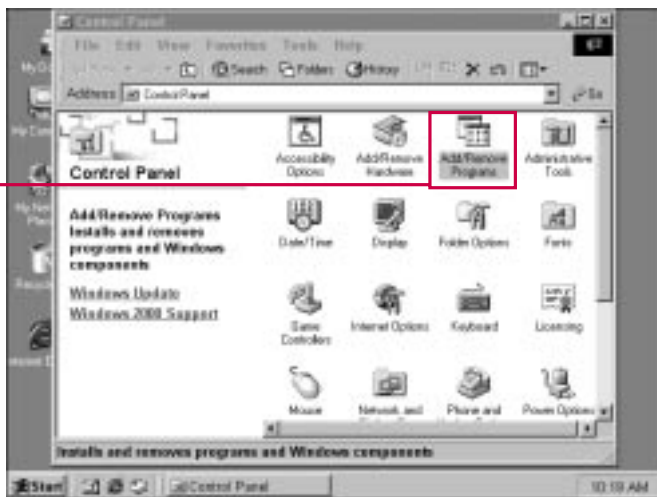 Control Panel
File Edit View Favorites Tools Help
Search Folders History
Address Control Panel Go
Control Panel
Add/Remove Programs
Installs and removes
programs and Windows
components
Windows Update
Windows 2000 Support
Accessibility
Options
Add/Remove
Hardware
Add/Remove
Programs
Administrative
Tools
Date/Time
Display
Folder Options
Fonts
Game
Controllers
Internet Options
Keyboard
Licensing
Mouse
Network and
Phone and
Power Options
Installs and removes programs and Windows components
Start Control Panel 10:19 AM